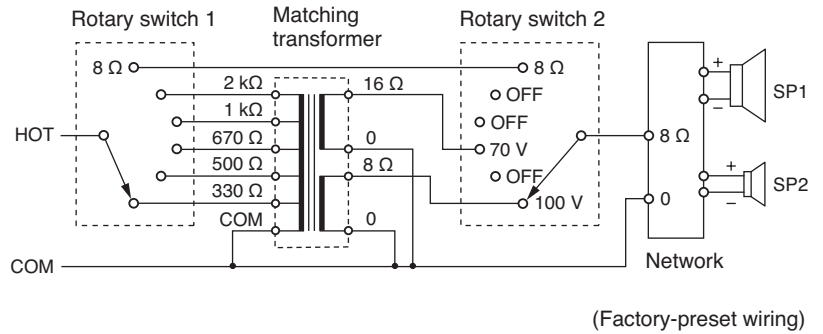 Rotary switch 1
Matching
transformer
Rotary switch 2
8 Ω
8 Ω
2 kΩ
16 Ω
OFF
1 kΩ
OFF
HOT
670 Ω
0
70 V
8 Ω
500 Ω
8 Ω
OFF
330 Ω
100 V
COM
0
0
COM
Network
+
−
SP1
+
−
SP2
(Factory-preset wiring)